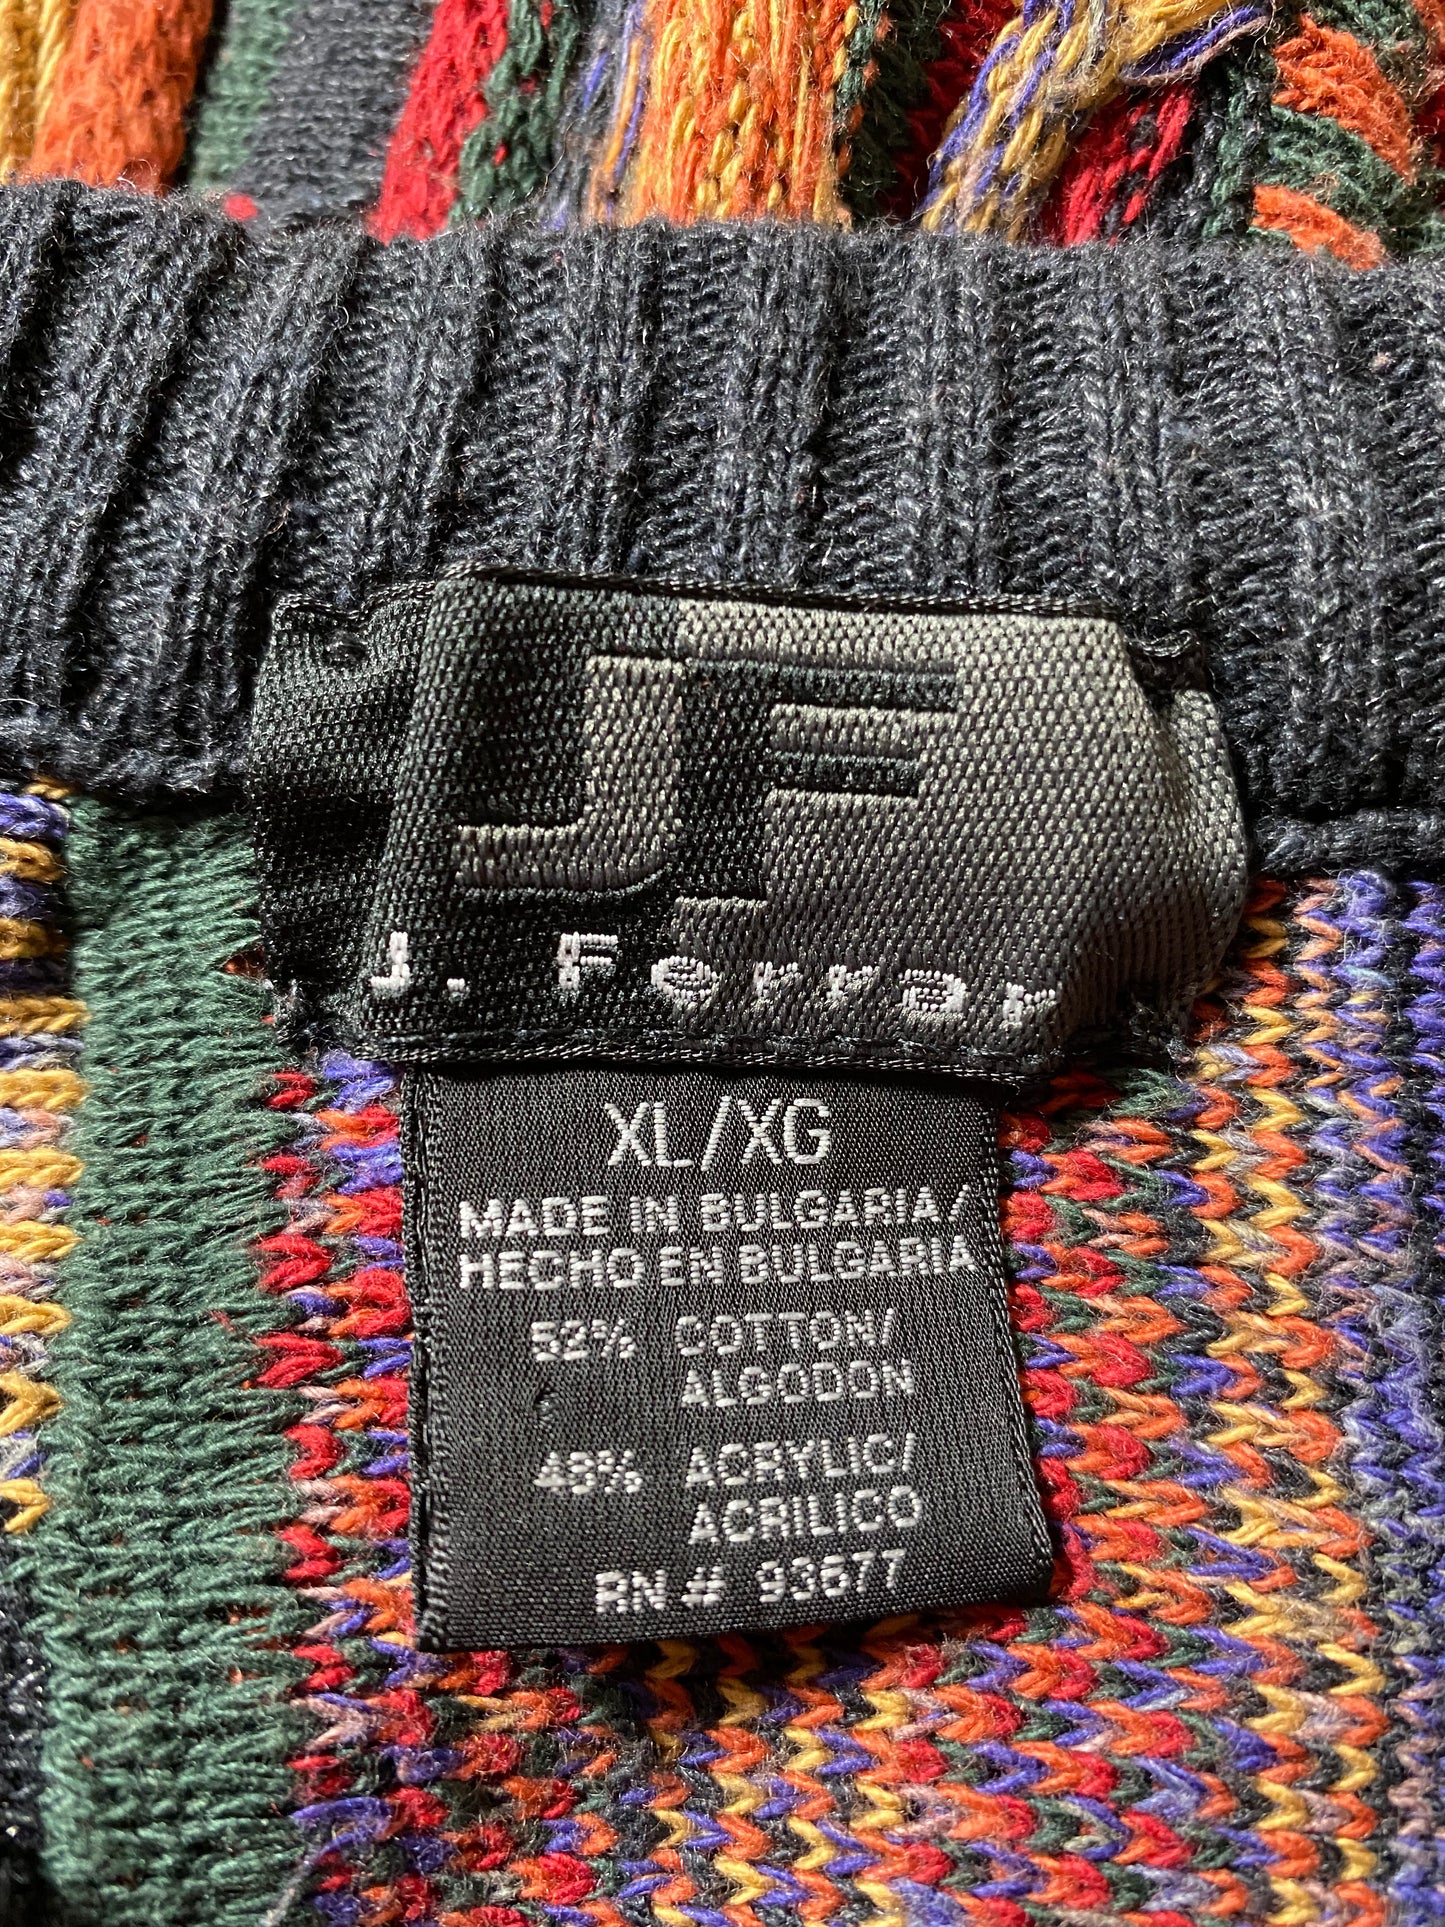 JF
J. Ferrar
XL/XG
MADE IN BULGARIA/
HECHO EN BULGARIA
52% COTTON/
ALGODON
48% ACRYLIC/
ACRILICO
RN # 93677